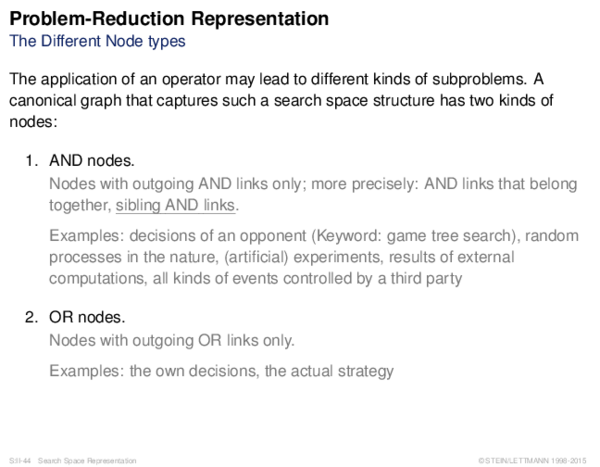 Problem-Reduction Representation
The Different Node types
The application of an operator may lead to different kinds of subproblems. A
canonical graph that captures such a search space structure has two kinds of
nodes:
1. AND nodes.
Nodes with outgoing AND links only; more precisely: AND links that belong
together, sibling AND links.
Examples: decisions of an opponent (Keyword: game tree search), random
processes in the nature, (artificial) experiments, results of external
computations, all kinds of events controlled by a third party
2. OR nodes.
Nodes with outgoing OR links only.
Examples: the own decisions, the actual strategy
S:II-44 Search Space Representation
©STEIN/LETTMANN 1998-2015